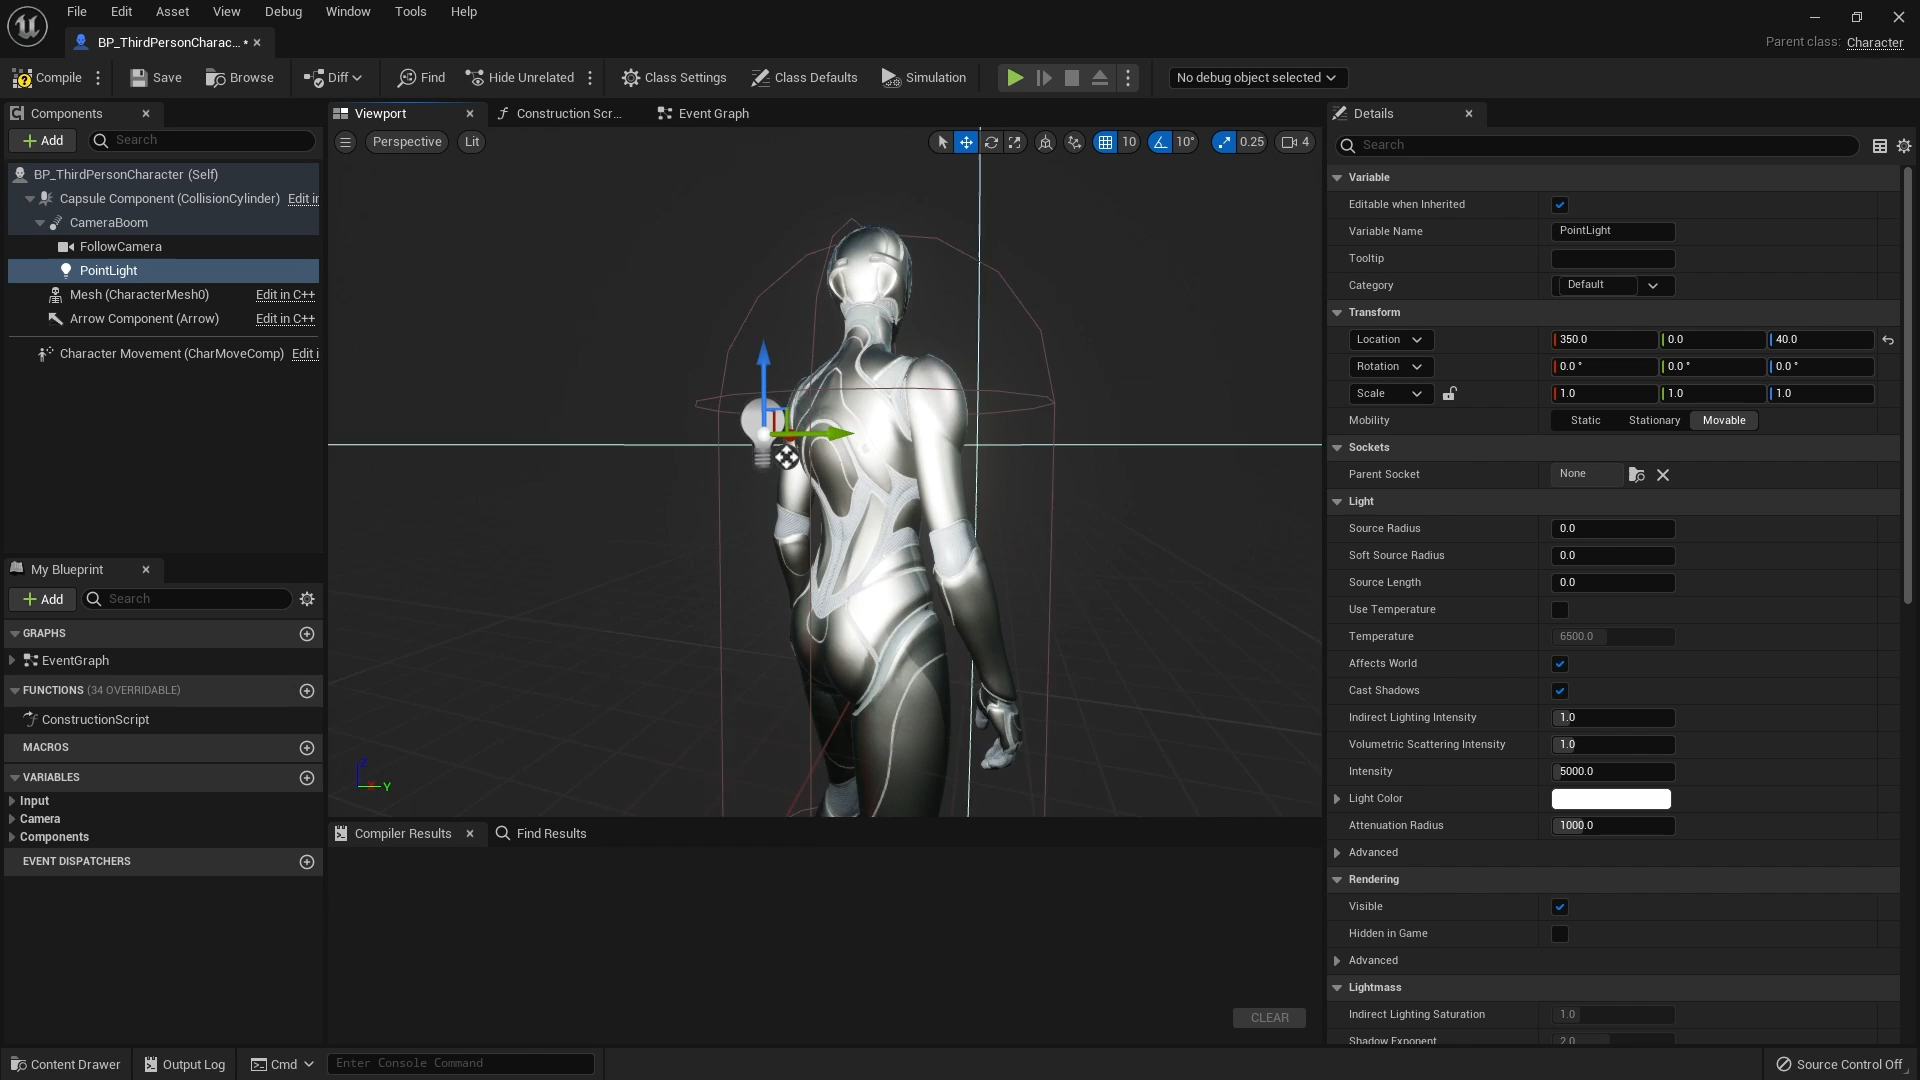 File Edit Asset View Debug Window Tools Help
BP_ThirdPersonCharac... *
Parent class: Character
Compile Save Browse Diff Find Hide Unrelated Class Settings Class Defaults Simulation No debug object selected
Components
Add Search
BP_ThirdPersonCharacter (Self)
Capsule Component (CollisionCylinder) Edit in
CameraBoom
FollowCamera
PointLight
Mesh (CharacterMesh0) Edit in C++
Arrow Component (Arrow) Edit in C++
Character Movement (CharMoveComp) Edit i
My Blueprint
Add Search
GRAPHS
EventGraph
FUNCTIONS (34 OVERRIDABLE)
ConstructionScript
MACROS
VARIABLES
Input
Camera
Components
EVENT DISPATCHERS
Viewport Construction Scr... Event Graph
Perspective Lit 10 10° 0.25 4
Z
X Y
Compiler Results Find Results
CLEAR
Details
Search
Variable
Editable when Inherited
Variable Name PointLight
Tooltip
Category Default
Transform
Location 350.0 0.0 40.0
Rotation 0.0 ° 0.0 ° 0.0 °
Scale 1.0 1.0 1.0
Mobility Static Stationary Movable
Sockets
Parent Socket None
Light
Source Radius 0.0
Soft Source Radius 0.0
Source Length 0.0
Use Temperature
Temperature 6500.0
Affects World
Cast Shadows
Indirect Lighting Intensity 1.0
Volumetric Scattering Intensity 1.0
Intensity 5000.0
Light Color
Attenuation Radius 1000.0
Advanced
Rendering
Visible
Hidden in Game
Advanced
Lightmass
Indirect Lighting Saturation 1.0
Shadow Exponent 2.0
Content Drawer Output Log Cmd Enter Console Command Source Control Off